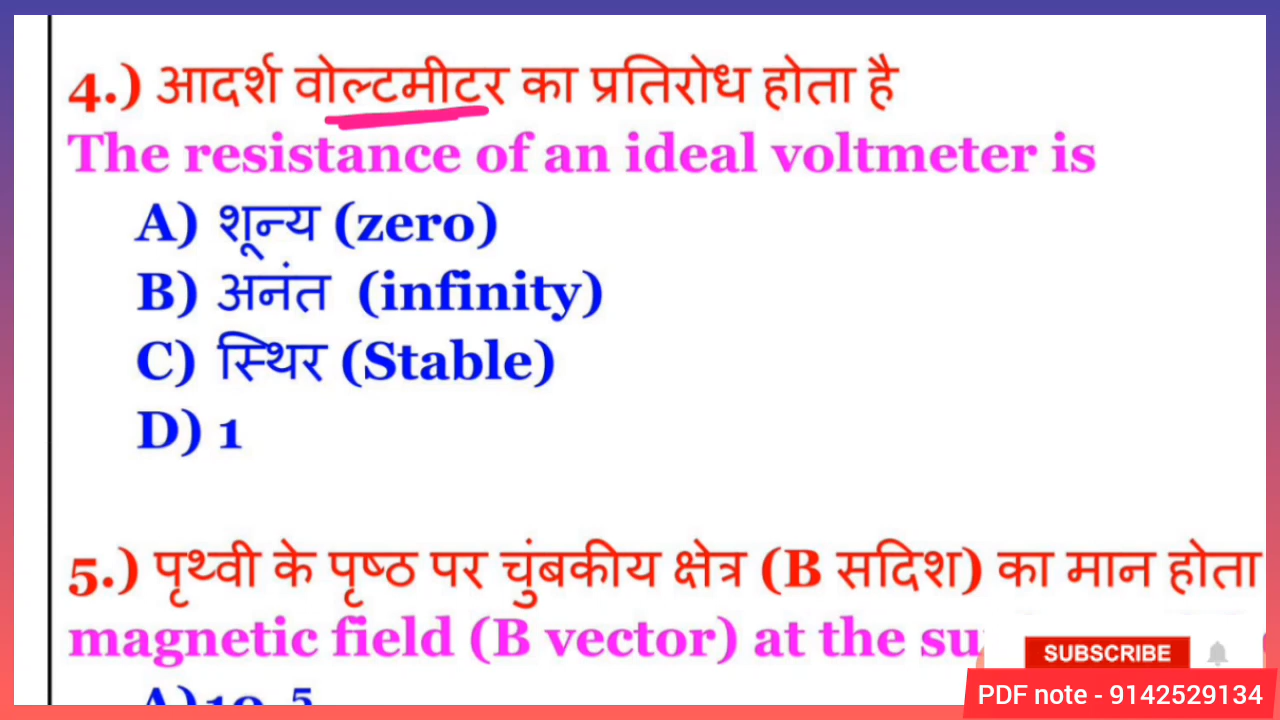 4.) आदर्श वोल्टमीटर का प्रतिरोध होता है
The resistance of an ideal voltmeter is
A) शून्य (zero)
B) अनंत (infinity)
C) स्थिर (Stable)
D) 1
5.) पृथ्वी के पृष्ठ पर चुंबकीय क्षेत्र (B सदिश) का मान होता
magnetic field (B vector) at the su
SUBSCRIBE
PDF note - 9142529134